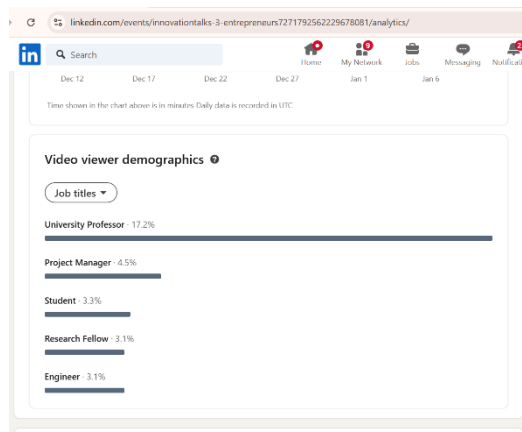 linkedin.com/events/innovationtalks-3-entrepreneurs7271792562229678081/analytics/
in
Search
9
2
Home
My Network
Jobs
Messaging
Notificat
Dec 12
Dec 17
Dec 22
Dec 27
Jan 1
Jan 6
Time shown in the chart above is in minutes Daily data is recorded in UTC
Video viewer demographics ?
Job titles
University Professor · 17.2%
Project Manager · 4.5%
Student · 3.3%
Research Fellow · 3.1%
Engineer · 3.1%